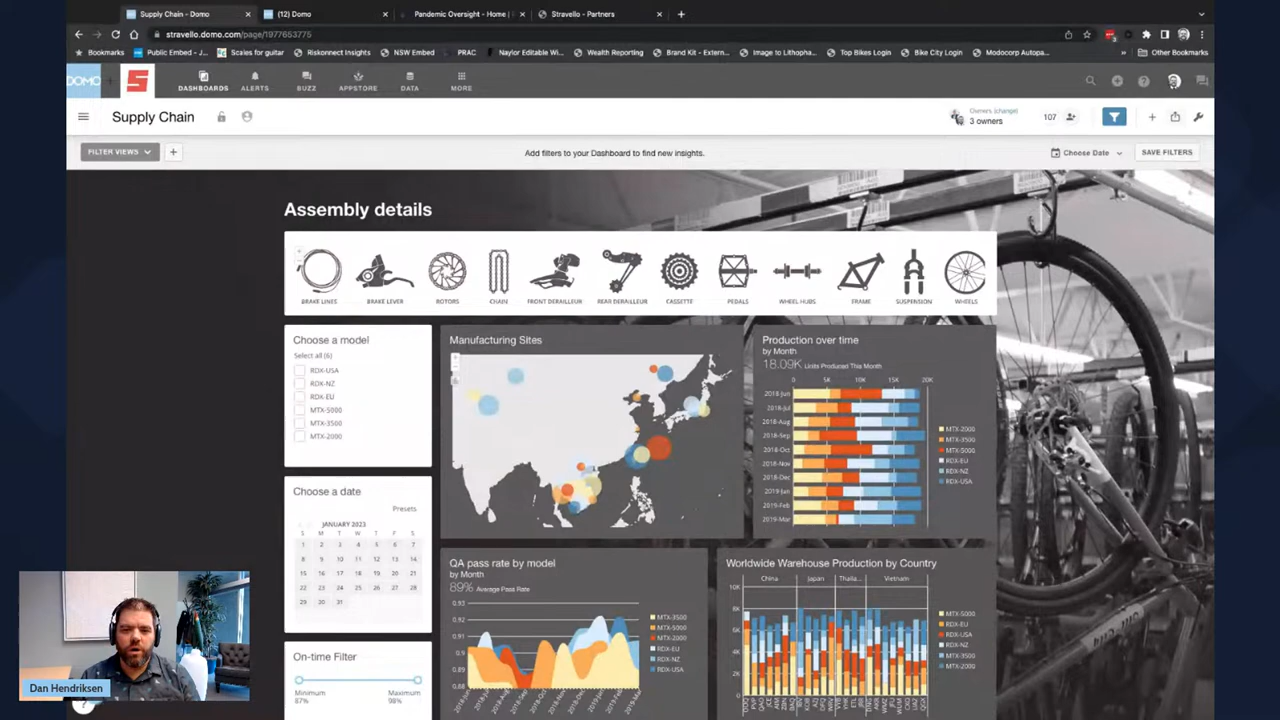 Supply Chain - Domo
(12) Domo
Pandemic Oversight - Home |
Stravello - Partners
stravello.domo.com/page/1977653775
Bookmarks
Public Embed - J...
Scales for guitar
Riskonnect Insights
NSW Embed
PRAC
Naylor Editable Wi...
Wealth Reporting
Brand Kit - Extern...
Image to Lithopha...
Top Bikes Login
Bike City Login
Modocorp Autopa...
Other Bookmarks
DOMO
DASHBOARDS
ALERTS
BUZZ
APPSTORE
DATA
MORE
Supply Chain
Owners (change)
3 owners
107
FILTER VIEWS
Add filters to your Dashboard to find new insights.
Choose Date
SAVE FILTERS
Assembly details
BRAKE LINES
BRAKE LEVER
ROTORS
CHAIN
FRONT DERAILLEUR
REAR DERAILLEUR
CASSETTE
PEDALS
WHEEL HUBS
FRAME
SUSPENSION
WHEELS
Choose a model
Select all (6)
RDX-USA
RDX-NZ
RDX-EU
MTX-5000
MTX-3500
MTX-2000
Manufacturing Sites
Production over time
by Month
18.09K Units Produced This Month
0 5K 10K 15K 20K
2018-Jun
2018-Jul
2018-Aug
2018-Sep
2018-Oct
2018-Nov
2018-Dec
2019-Jan
2019-Feb
2019-Mar
MTX-2000
MTX-3500
MTX-5000
RDX-EU
RDX-NZ
RDX-USA
Choose a date
Presets
JANUARY 2023
S M T W T F S
1 2 3 4 5 6 7
8 9 10 11 12 13 14
15 16 17 18 19 20 21
22 23 24 25 26 27 28
29 30 31
QA pass rate by model
by Month
89% Average Pass Rate
0.93
0.92
0.91
0.9
0.89
0.88
MTX-3500
MTX-5000
MTX-2000
RDX-EU
RDX-NZ
RDX-USA
Worldwide Warehouse Production by Country
China
Japan
Thaila...
Vietnam
10K
8K
6K
4K
2K
0
MTX-5000
RDX-EU
RDX-USA
RDX-NZ
MTX-3500
MTX-2000
On-time Filter
Minimum
87%
Maximum
98%
Dan Hendriksen